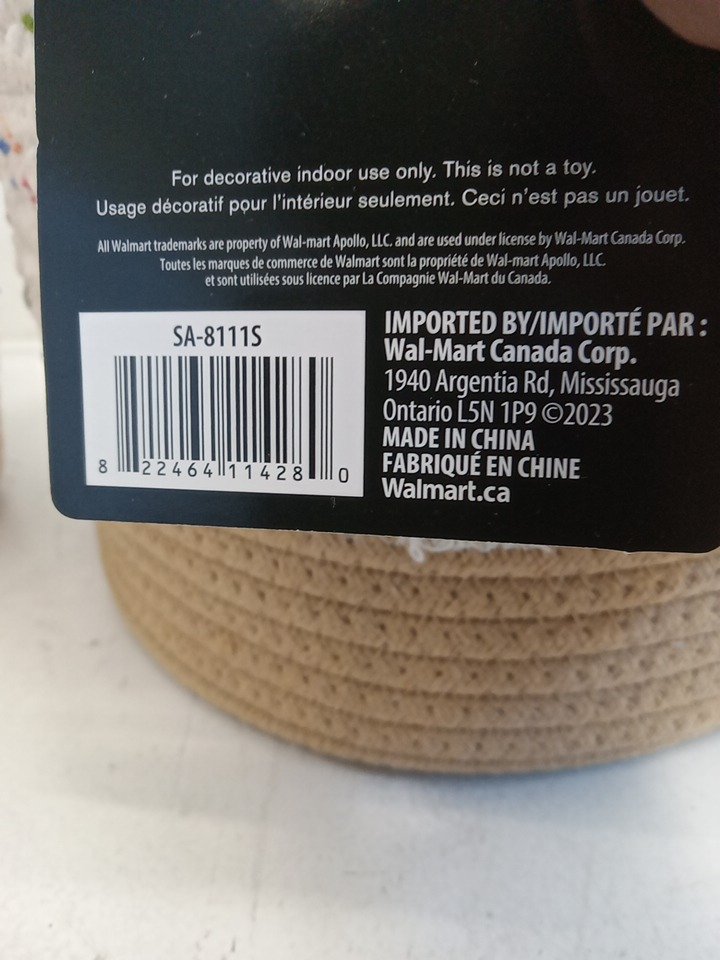 For decorative indoor use only. This is not a toy.
Usage décoratif pour l'intérieur seulement. Ceci n'est pas un jouet.
All Walmart trademarks are property of Wal-mart Apollo, LLC. and are used under license by Wal-Mart Canada Corp.
Toutes les marques de commerce de Walmart sont la propriété de Wal-mart Apollo, LLC.
et sont utilisées sous licence par La Compagnie Wal-Mart du Canada.
SA-8111S
8 22464 11428 0
IMPORTED BY/IMPORTÉ PAR :
Wal-Mart Canada Corp.
1940 Argentia Rd, Mississauga
Ontario L5N 1P9 ©2023
MADE IN CHINA
FABRIQUÉ EN CHINE
Walmart.ca